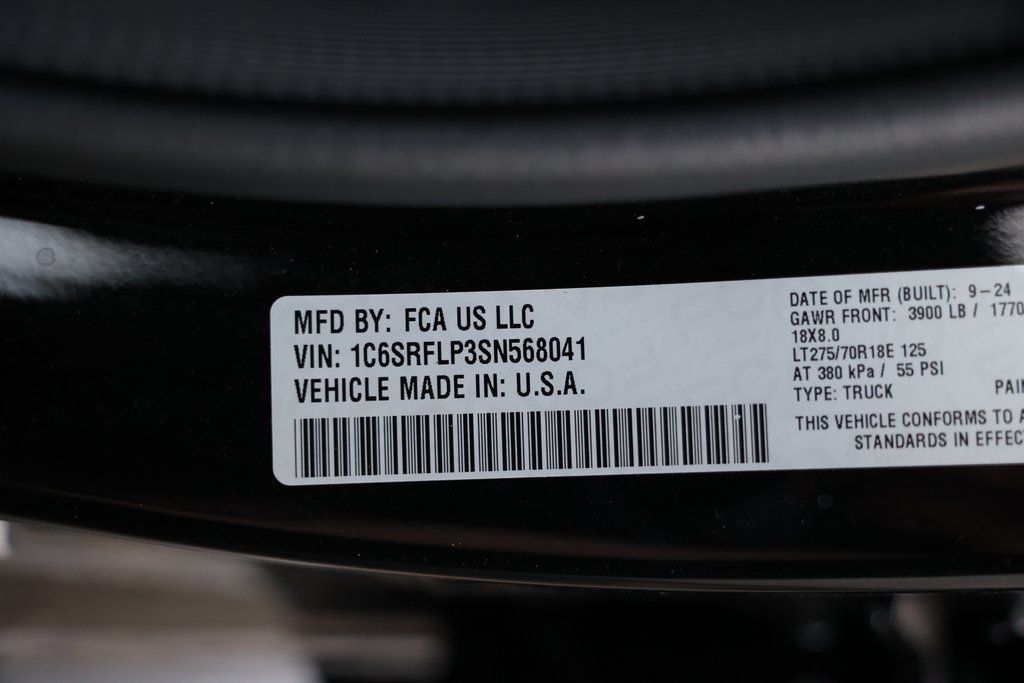 MFD BY: FCA US LLC
VIN: 1C6SRFLP3SN568041
VEHICLE MADE IN: U.S.A.
DATE OF MFR (BUILT): 9-24
GAWR FRONT: 3900 LB / 1770
18X8.0
LT275/70R18E 125
AT 380 kPa / 55 PSI
TYPE: TRUCK
THIS VEHICLE CONFORMS TO
STANDARDS IN